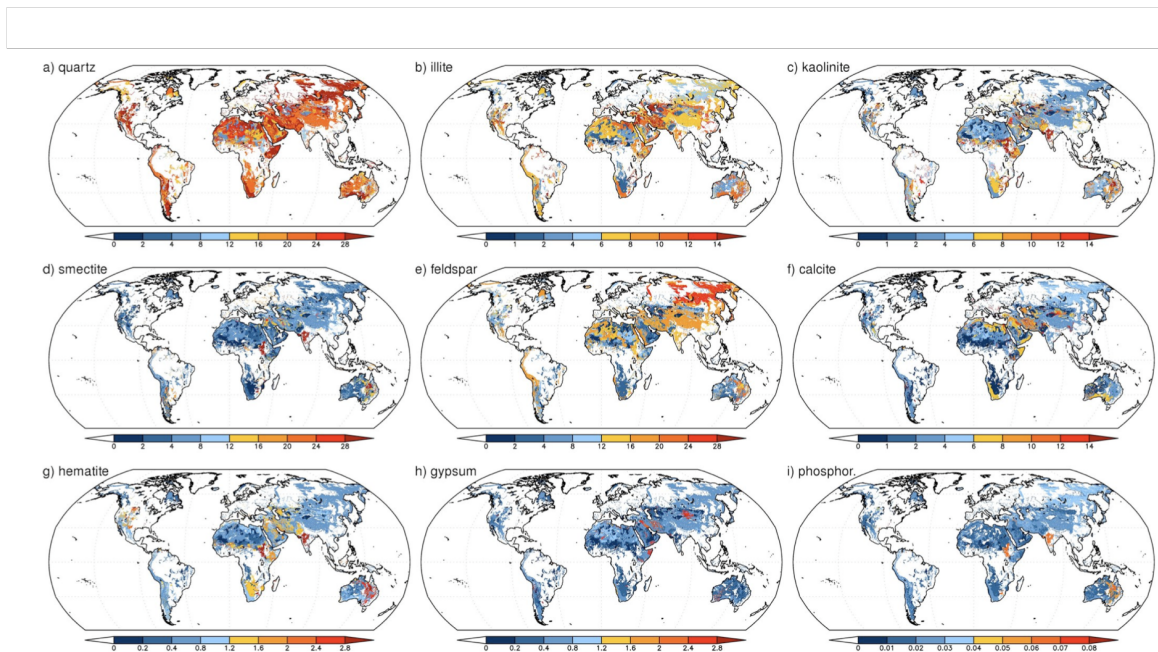 a) quartz
b) illite
c) kaolinite
0 2 4 8 12 16 20 24 28
0 1 2 4 6 8 10 12 14
0 1 2 4 6 8 10 12 14
d) smectite
e) feldspar
f) calcite
0 2 4 8 12 16 20 24 28
0 2 4 8 12 16 20 24 28
0 1 2 4 6 8 10 12 14
g) hematite
h) gypsum
i) phosphor.
0 0.2 0.4 0.8 1.2 1.6 2 2.4 2.8
0 0.2 0.4 0.8 1.2 1.6 2 2.4 2.8
0 0.01 0.02 0.03 0.04 0.05 0.06 0.07 0.08